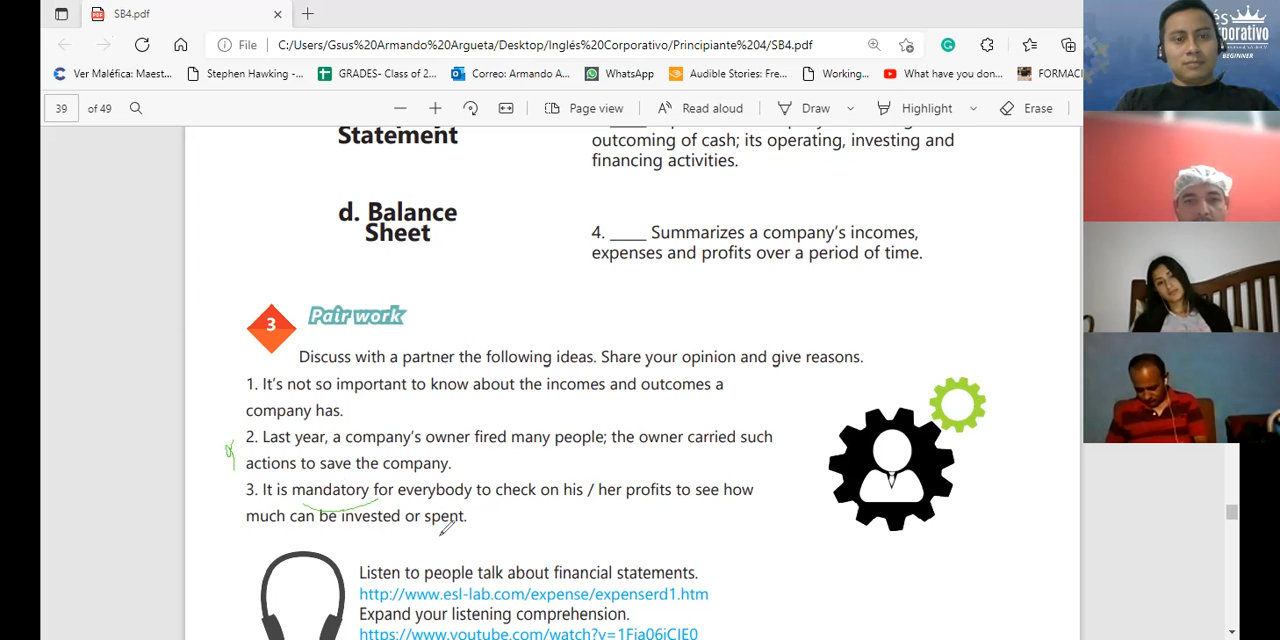 SB4.pdf
File C:/Users/Gsus%20Armando%20Argueta/Desktop/Inglés%20Corporativo/Principiante%204/SB4.pdf
Ver Maléfica: Maest... Stephen Hawking -... GRADES- Class of 2... Correo: Armando A... WhatsApp Audible Stories: Fre... Working... What have you don... FORMACI
39 of 49 Page view Read aloud Draw Highlight Erase
Statement
outcoming of cash; its operating, investing and
financing activities.
d. Balance
Sheet
4. ____ Summarizes a company's incomes,
expenses and profits over a period of time.
3 Pair work
Discuss with a partner the following ideas. Share your opinion and give reasons.
1. It's not so important to know about the incomes and outcomes a
company has.
2. Last year, a company's owner fired many people; the owner carried such
actions to save the company.
3. It is mandatory for everybody to check on his / her profits to see how
much can be invested or spent.
Listen to people talk about financial statements.
http://www.esl-lab.com/expense/expenserd1.htm
Expand your listening comprehension.
és
orporativo
BEGINNER